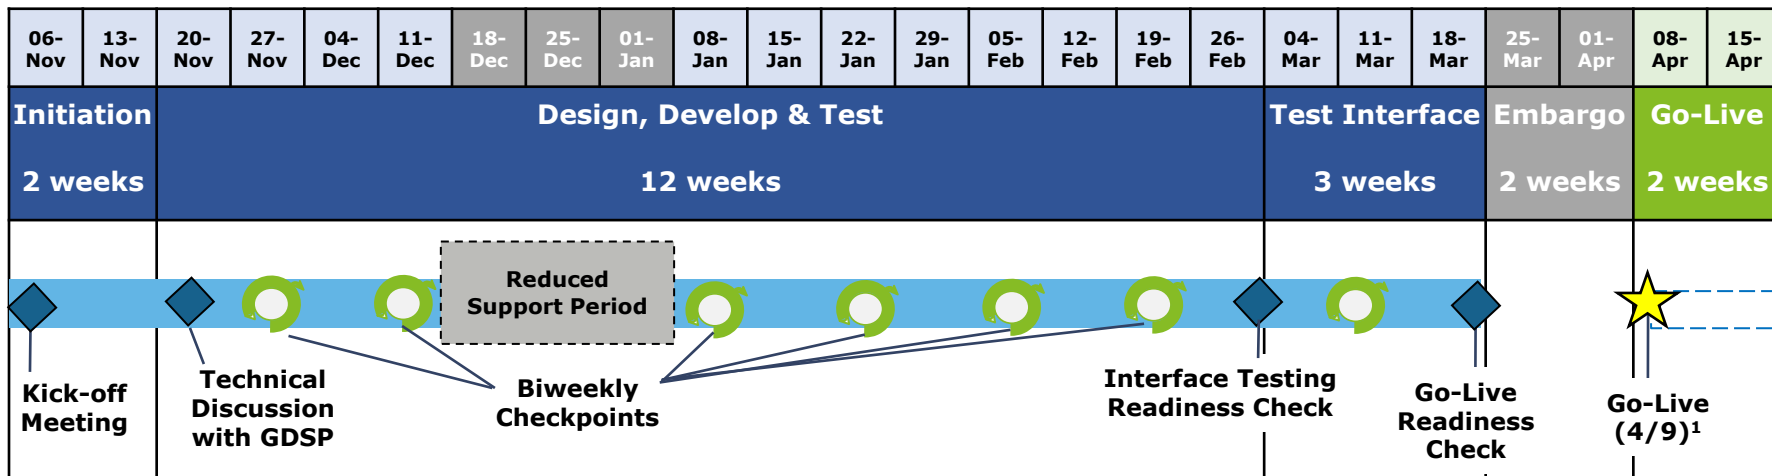 06-
Nov
13-
Nov
20-
Nov
27-
Nov
04-
Dec
11-
Dec
18-
Dec
25-
Dec
01-
Jan
08-
Jan
15-
Jan
22-
Jan
29-
Jan
05-
Feb
12-
Feb
19-
Feb
26-
Feb
04-
Mar
11-
Mar
18-
Mar
25-
Mar
01-
Apr
08-
Apr
15-
Apr
Initiation
2 weeks
Design, Develop & Test
12 weeks
Test Interface
3 weeks
Embargo
2 weeks
Go-Live
2 weeks
Reduced
Support Period
Kick-off
Meeting
Technical
Discussion
with GDSP
Biweekly
Checkpoints
Interface Testing
Readiness Check
Go-Live
Readiness
Check
Go-Live
(4/9)¹